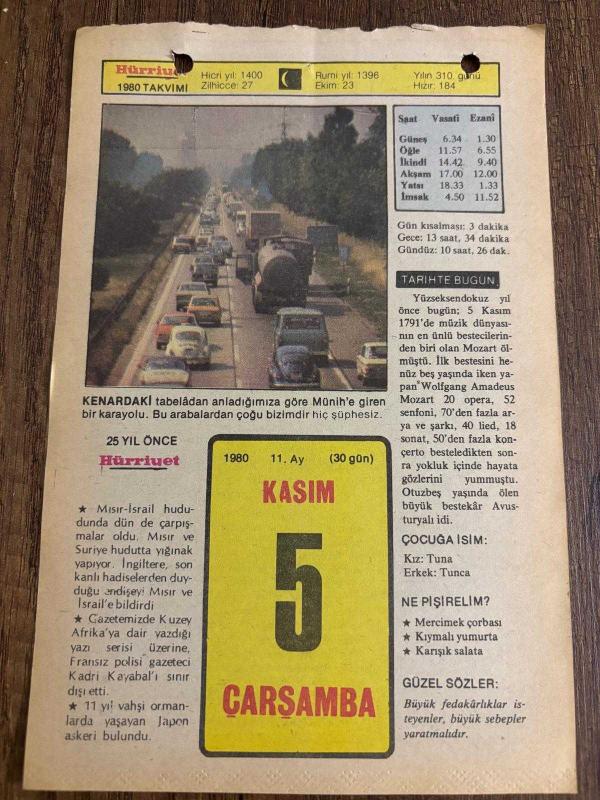 Hürriyet
1980 TAKVİMİ
Hicri yıl: 1400
Zilhicce: 27
Rumi yıl: 1396
Ekim: 23
Yılın 310. günü
Hızır: 184
Saat Vasatî Ezanî
Güneş 6.34 1.30
Öğle 11.57 6.55
İkindi 14.42 9.40
Akşam 17.00 12.00
Yatsı 18.33 1.33
İmsak 4.50 11.52
Gün kısalması: 3 dakika
Gece: 13 saat, 34 dakika
Gündüz: 10 saat, 26 dak.
KENARDAKİ tabelâdan anladığımıza göre Münih'e giren
bir karayolu. Bu arabalardan çoğu bizimdir hiç şüphesiz.
TARİHTE BUGÜN
Yüzseksendokuz yıl
önce bugün; 5 Kasım
1791'de müzik dünyası-
nın en ünlü bestecilerin-
den biri olan Mozart öl-
müştü. İlk bestesini he-
nüz beş yaşında iken ya-
pan Wolfgang Amadeus
Mozart 20 opera, 52
senfoni, 70'den fazla ar-
ya ve şarkı, 40 lied, 18
sonat, 50'den fazla kon-
çerto besteledikten son-
ra yokluk içinde hayata
gözlerini yummuştu.
Otuzbeş yaşında ölen
büyük bestekâr Avus-
turyalı idi.
25 YIL ÖNCE
Hürriyet
★ Mısır-İsrail hudu-
dunda dün de çarpış-
malar oldu. Mısır ve
Suriye hudutta yığınak
yapıyor. İngiltere, son
kanlı hadiselerden duy-
duğu endişeyi Mısır ve
İsrail'e bildirdi
★ Gazetemizde Kuzey
Afrika'ya dair yazdığı
yazı serisi üzerine,
Fransız polisi gazeteci
Kadri Kayabal'ı sınır
dışı etti.
★ 11 yıl vahşi orman-
larda yaşayan Japon
askeri bulundu.
1980 11. Ay (30 gün)
KASIM
5
ÇARŞAMBA
ÇOCUĞA İSİM:
Kız: Tuna
Erkek: Tunca
NE PİŞİRELİM?
★ Mercimek çorbası
★ Kıymalı yumurta
★ Karışık salata
GÜZEL SÖZLER:
Büyük fedakârlıklar is-
teyenler, büyük sebepler
yaratmalıdır.